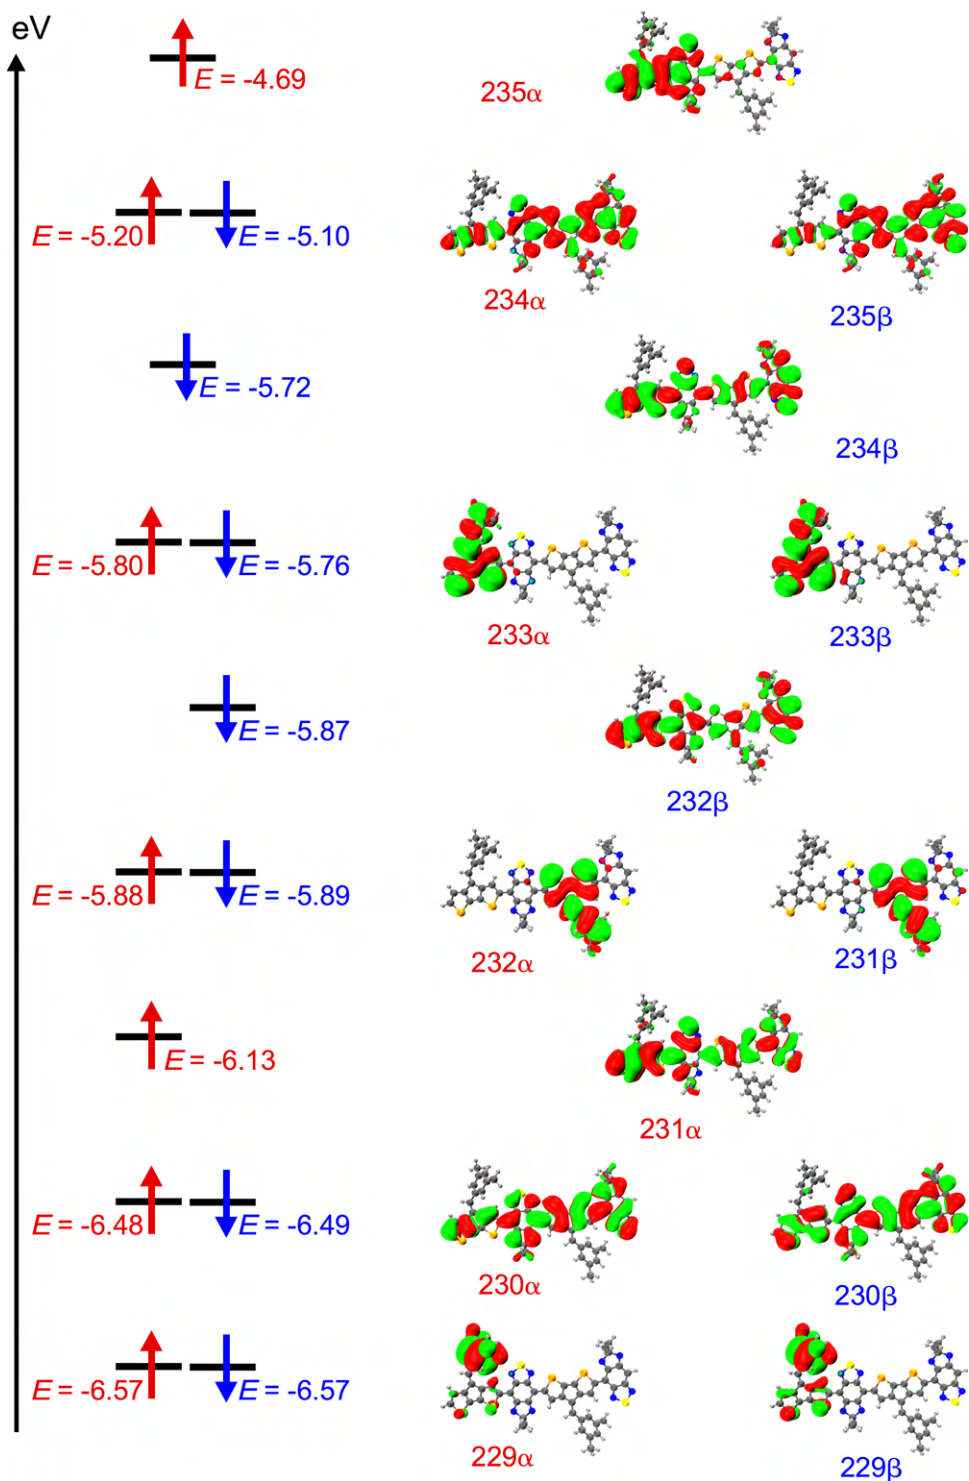 eV
E = -4.69
235α
E = -5.20
E = -5.10
234α
235β
E = -5.72
234β
E = -5.80
E = -5.76
233α
233β
E = -5.87
232β
E = -5.88
E = -5.89
232α
231β
E = -6.13
231α
E = -6.48
E = -6.49
230α
230β
E = -6.57
E = -6.57
229α
229β